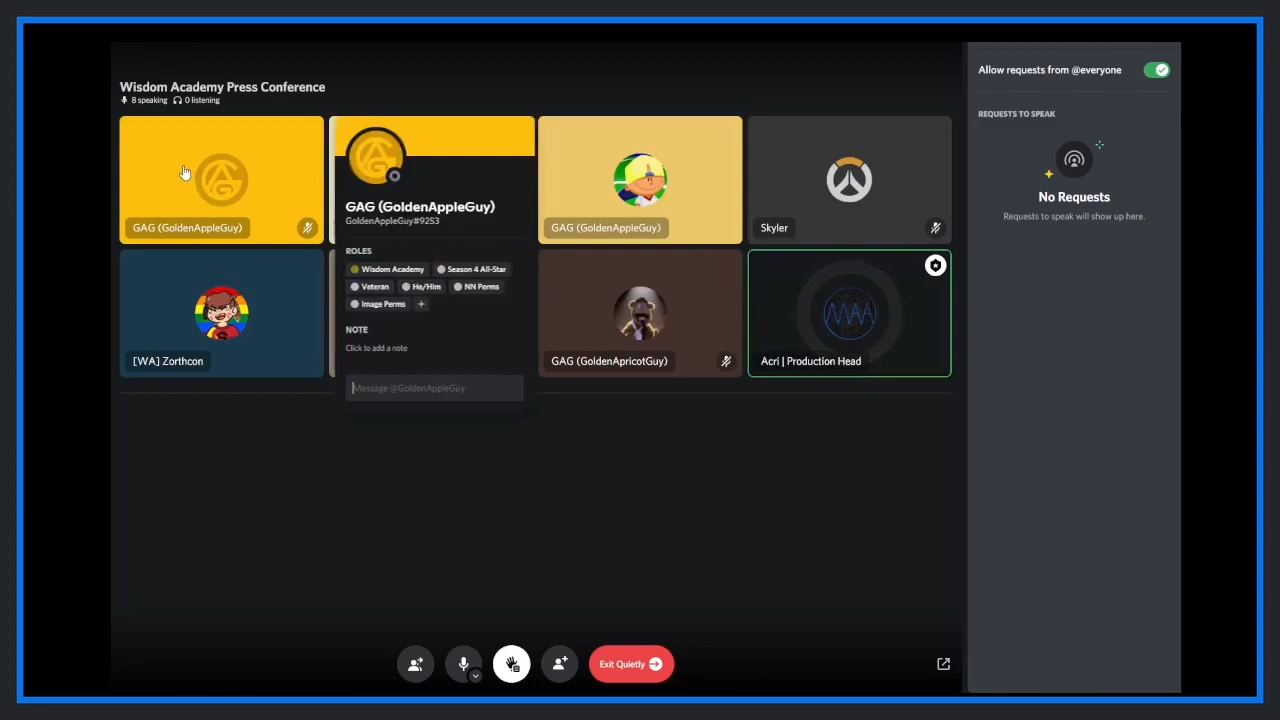 Wisdom Academy Press Conference
8 speaking 0 listening
GAG (GoldenAppleGuy)
GAG (GoldenAppleGuy)
GoldenAppleGuy#9253
ROLES
Wisdom Academy Season 4 All-Star
Veteran He/Him NN Perms
Image Perms +
NOTE
Click to add a note
Message @GoldenAppleGuy
GAG (GoldenAppleGuy)
Skyler
[WA] Zorthcon
GAG (GoldenApricotGuy)
Acri | Production Head
Exit Quietly
Allow requests from @everyone
REQUESTS TO SPEAK
No Requests
Requests to speak will show up here.